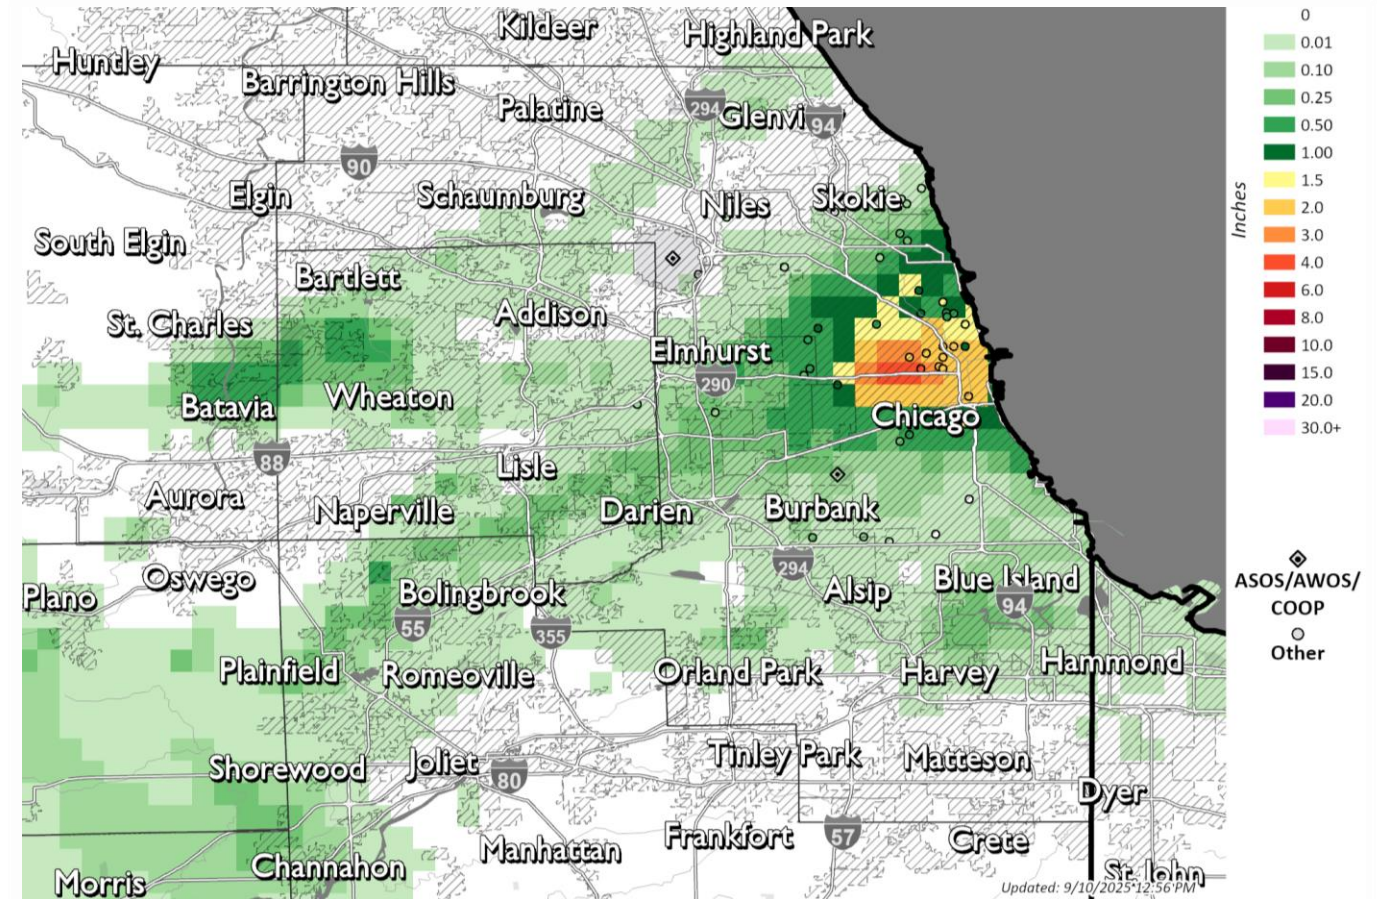 Kildeer
Highland Park
Huntley
Barrington Hills
Palatine
294
Glenvi
94
90
Elgin
Schaumburg
Niles
Skokie
South Elgin
Bartlett
St. Charles
Addison
Elmhurst
290
Batavia
Wheaton
Chicago
88
Lisle
Aurora
Naperville
Darien
Burbank
294
Plano
Oswego
Bolingbrook
Alsip
Blue Island
94
55
355
Plainfield
Romeoville
Orland Park
Harvey
Hammond
Shorewood
Joliet
80
Tinley Park
Matteson
Dyer
Frankfort
57
Crete
Manhattan
Channahon
Morris
St. John
Updated: 9/10/2025 12:56 PM
Inches
0
0.01
0.10
0.25
0.50
1.00
1.5
2.0
3.0
4.0
6.0
8.0
10.0
15.0
20.0
30.0+
ASOS/AWOS/
COOP
Other